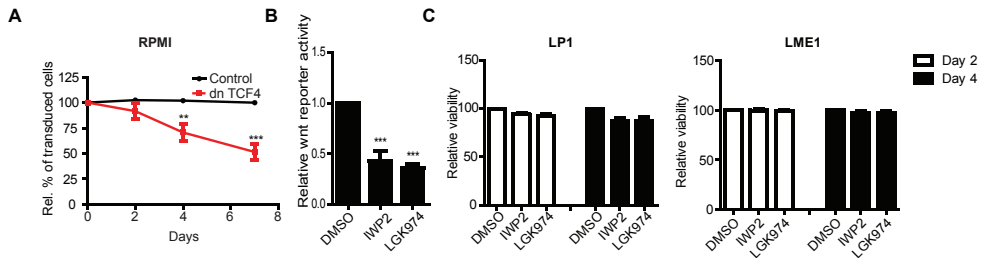 A
RPMI
Rel. % of transduced cells
125
100
75
50
25
0
0
2
4
6
8
Days
Control
dn TCF4
**
***
B
Relative wnt reporter activity
1.5
1.0
0.5
0.0
***
***
DMSO
IWP2
LGK974
C
LP1
Relative viability
150
100
50
0
DMSO
IWP2
LGK974
DMSO
IWP2
LGK974
LME1
Relative viability
150
100
50
0
DMSO
IWP2
LGK974
DMSO
IWP2
LGK974
Day 2
Day 4